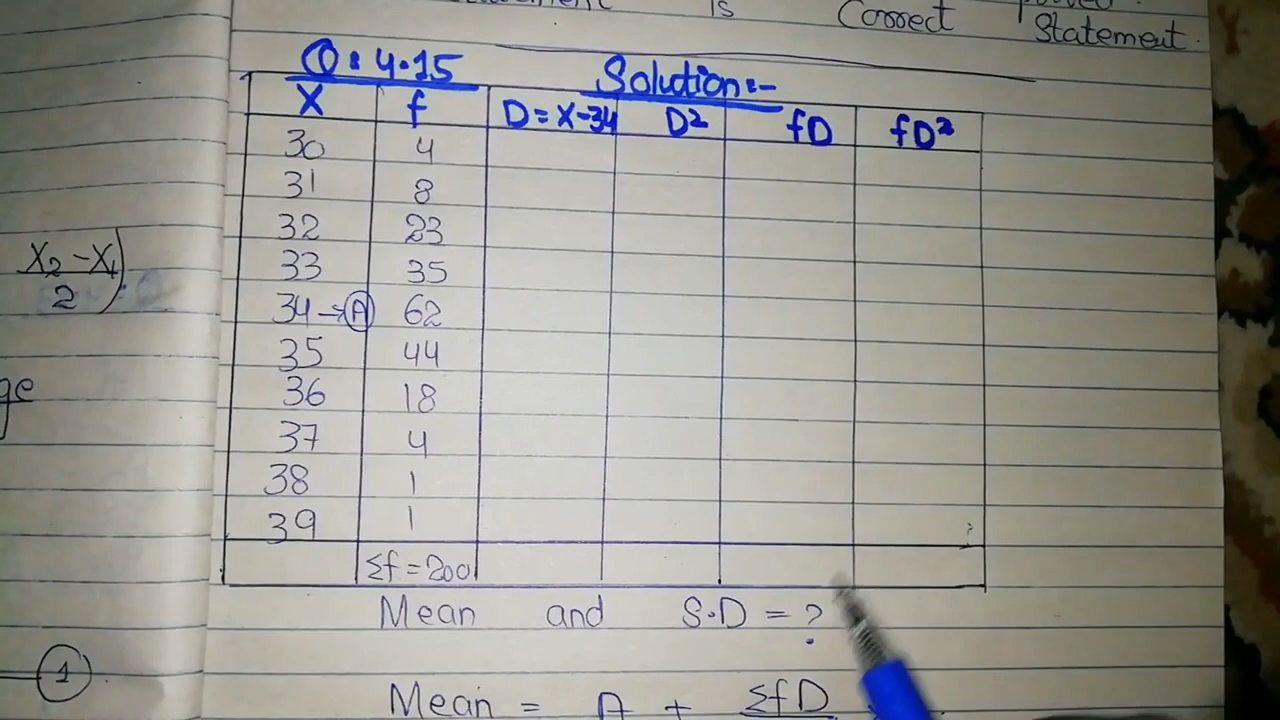 is Correct
Statement.
Q: 4.15 Solution:-
X f D = X-34 D² fD fD²
30 4
31 8
32 23
33 35
34 → A 62
35 44
36 18
37 4
38 1
39 1
Σf = 200
Mean and S.D = ?
Mean = A + ΣfD
X₂ - X₁
2
ge
1